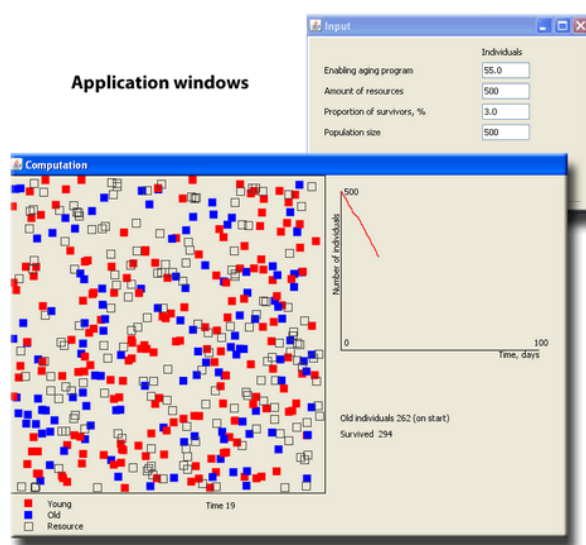 Input
Individuals
Enabling aging program 55.0
Amount of resources 500
Proportion of survivors, % 3.0
Population size 500
Application windows
Computation
500
Number of individuals
0 100
Time, days
Old individuals 262 (on start)
Survived 294
Young
Time 19
Old
Resource